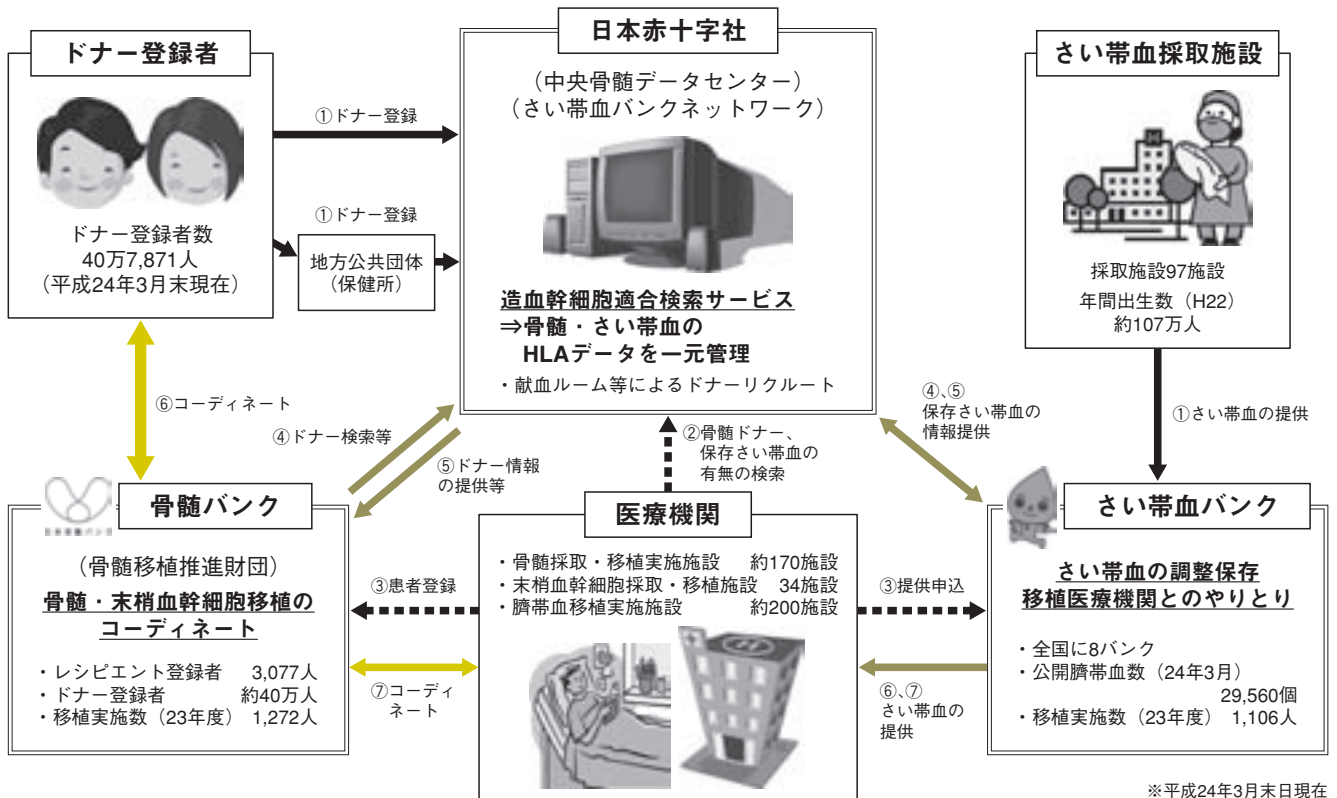 ドナー登録者
ドナー登録者数
40万7,871人
(平成24年3月末現在)
①ドナー登録
①ドナー登録
地方公共団体
(保健所)
日本赤十字社
(中央骨髄データセンター)
(さい帯血バンクネットワーク)
造血幹細胞適合検索サービス
⇒骨髄・さい帯血の
HLAデータを一元管理
・献血ルーム等によるドナーリクルート
さい帯血採取施設
採取施設97施設
年間出生数(H22)
約107万人
⑥コーディネート
④ドナー検索等
⑤ドナー情報
の提供等
②骨髄ドナー、
保存さい帯血の
有無の検索
④、⑤
保存さい帯血の
情報提供
①さい帯血の提供
骨髄バンク
(骨髄移植推進財団)
骨髄・末梢血幹細胞移植の
コーディネート
・レシピエント登録者 3,077人
・ドナー登録者 約40万人
・移植実施数(23年度) 1,272人
③患者登録
⑦コーディ
ネート
医療機関
・骨髄採取・移植実施施設 約170施設
・末梢血幹細胞採取・移植施設 34施設
・臍帯血移植実施施設 約200施設
③提供申込
⑥、⑦
さい帯血の
提供
さい帯血バンク
さい帯血の調整保存
移植医療機関とのやりとり
・全国に8バンク
・公開臍帯血数(24年3月)
29,560個
・移植実施数(23年度) 1,106人
※平成24年3月末日現在